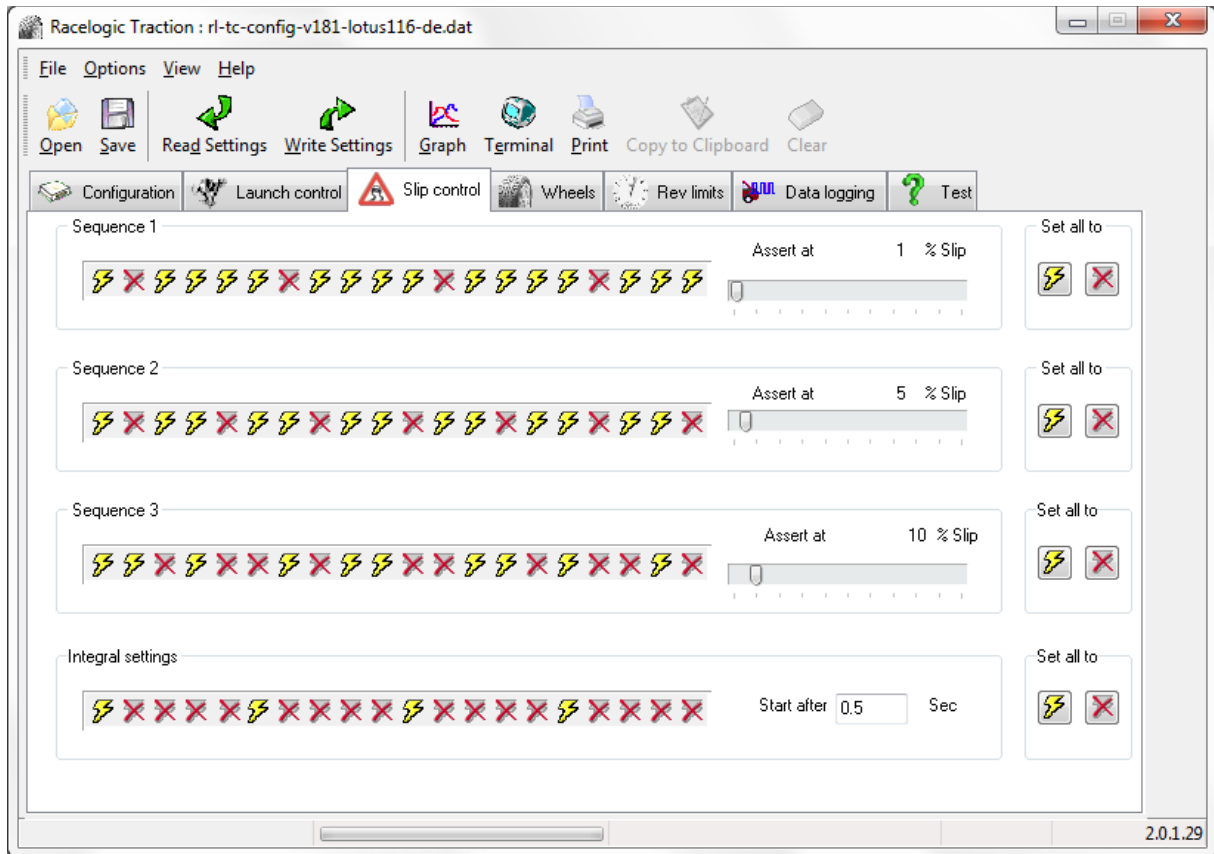 Racelogic Traction : rl-tc-config-v181-lotus116-de.dat
File Options View Help
Open Save Read Settings Write Settings Graph Terminal Print Copy to Clipboard Clear
Configuration Launch control Slip control Wheels Rev limits Data logging Test
Sequence 1 Set all to
Assert at 1 % Slip
Sequence 2 Set all to
Assert at 5 % Slip
Sequence 3 Set all to
Assert at 10 % Slip
Integral settings Set all to
Start after 0.5 Sec
2.0.1.29